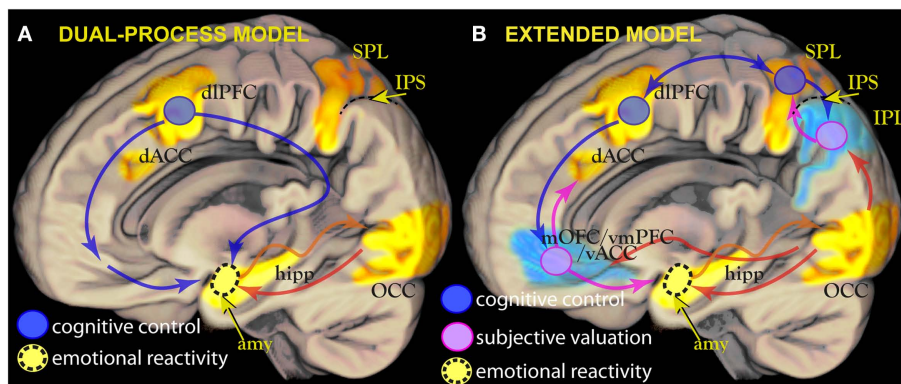 A DUAL-PROCESS MODEL
SPL
IPS
dlPFC
dACC
hipp
OCC
amy
cognitive control
emotional reactivity
B EXTENDED MODEL
SPL
IPS
IPL
dlPFC
dACC
mOFC/vmPFC
/vACC
hipp
OCC
amy
cognitive control
subjective valuation
emotional reactivity